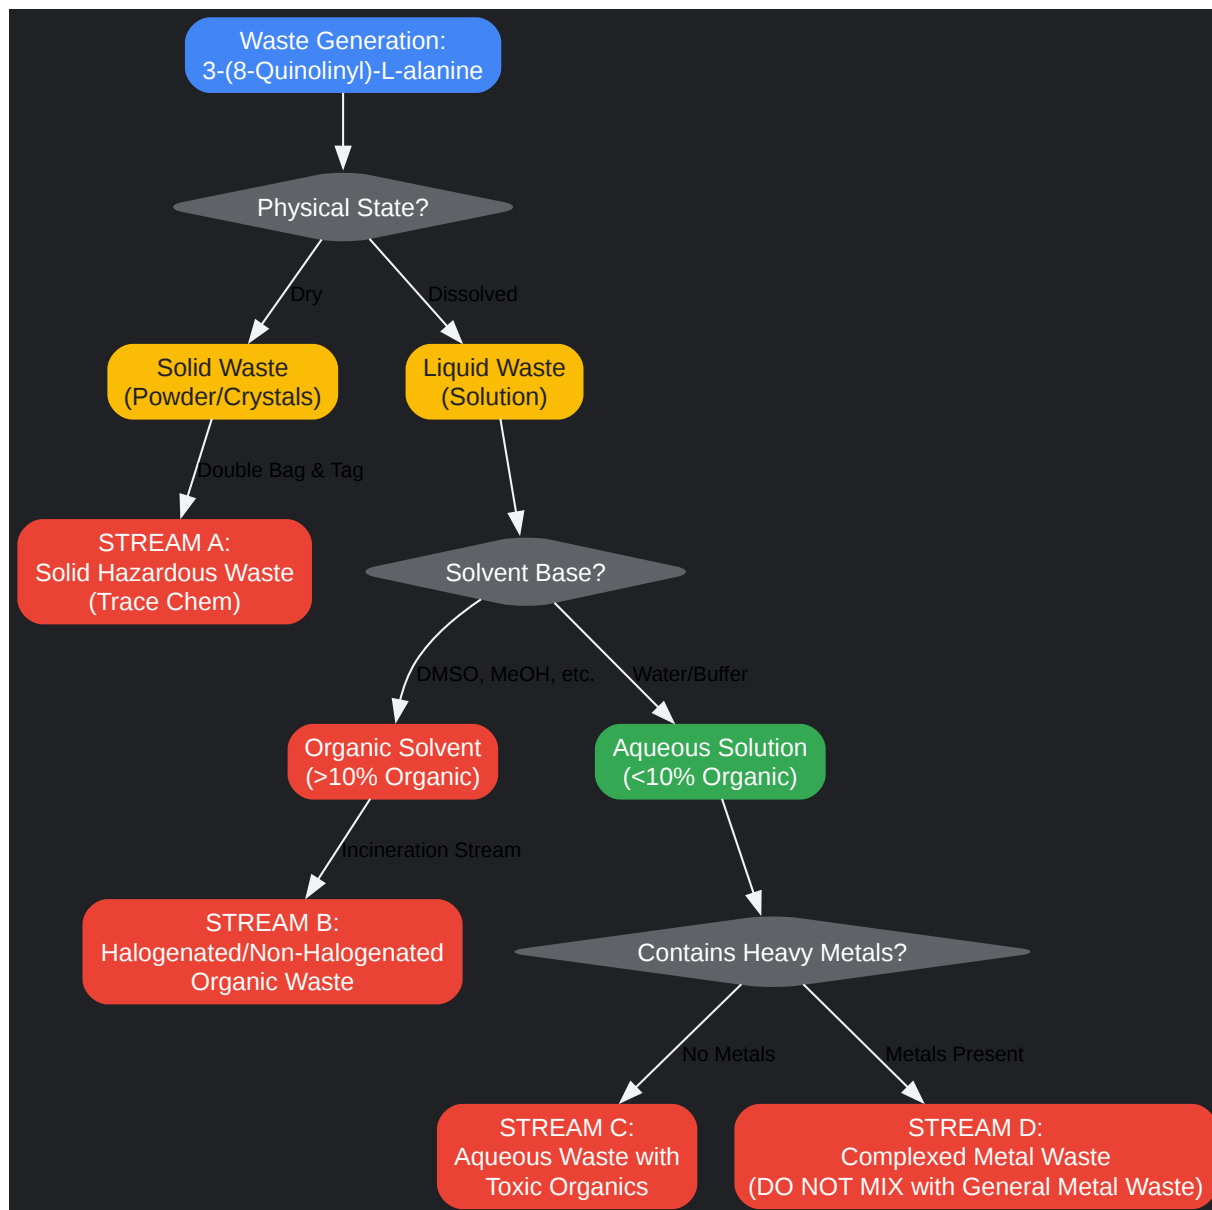 Waste Generation:
3-(8-Quinolinyl)-L-alanine
Physical State?
Dry
Dissolved
Solid Waste
(Powder/Crystals)
Liquid Waste
(Solution)
Double Bag & Tag
STREAM A:
Solid Hazardous Waste
(Trace Chem)
Solvent Base?
DMSO, MeOH, etc.
Water/Buffer
Organic Solvent
(>10% Organic)
Aqueous Solution
(<10% Organic)
Incineration Stream
STREAM B:
Halogenated/Non-Halogenated
Organic Waste
Contains Heavy Metals?
No Metals
Metals Present
STREAM C:
Aqueous Waste with
Toxic Organics
STREAM D:
Complexed Metal Waste
(DO NOT MIX with General Metal Waste)